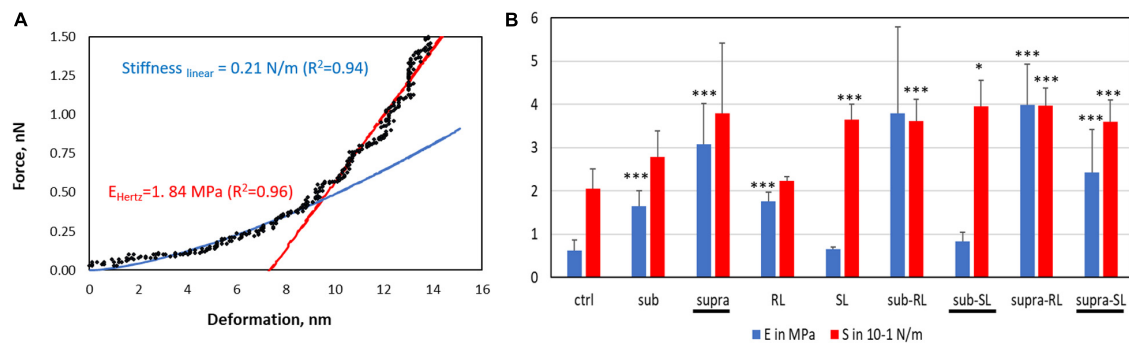 A
1.50
1.25
1.00
0.75
0.50
0.25
0.00
Force, nN
Stiffness linear = 0.21 N/m (R2=0.94)
EHertz=1. 84 MPa (R2=0.96)
0 2 4 6 8 10 12 14 16
Deformation, nm
B
6
5
4
3
2
1
0
*** *** *** *** *** * *** *** *** ***
ctrl sub supra RL SL sub-RL sub-SL supra-RL supra-SL
E in MPa S in 10-1 N/m